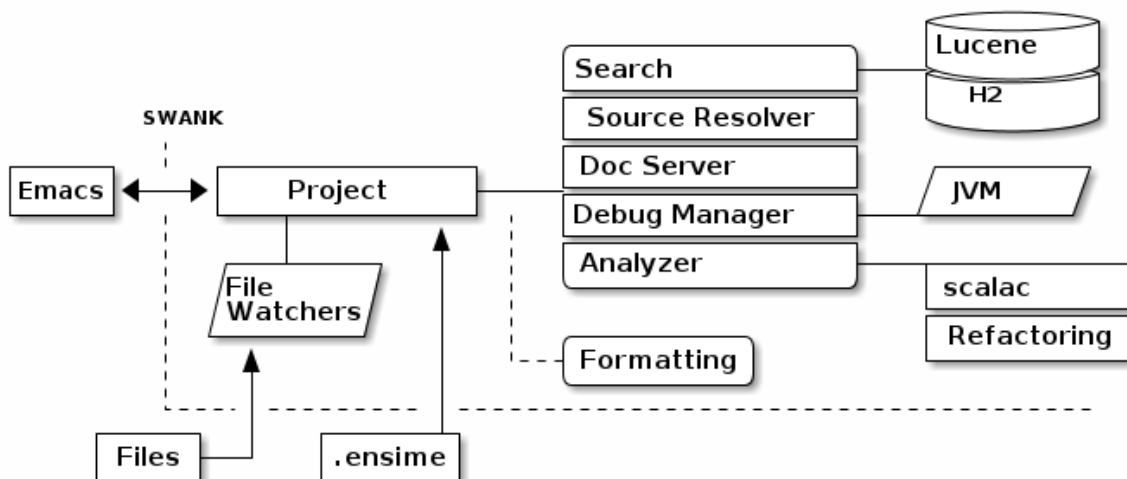 Lucene
Search
H2
SWANK
Source Resolver
Doc Server
Emacs
Project
JVM
Debug Manager
Analyzer
File
Watchers
scalac
Refactoring
Formatting
Files
.ensime